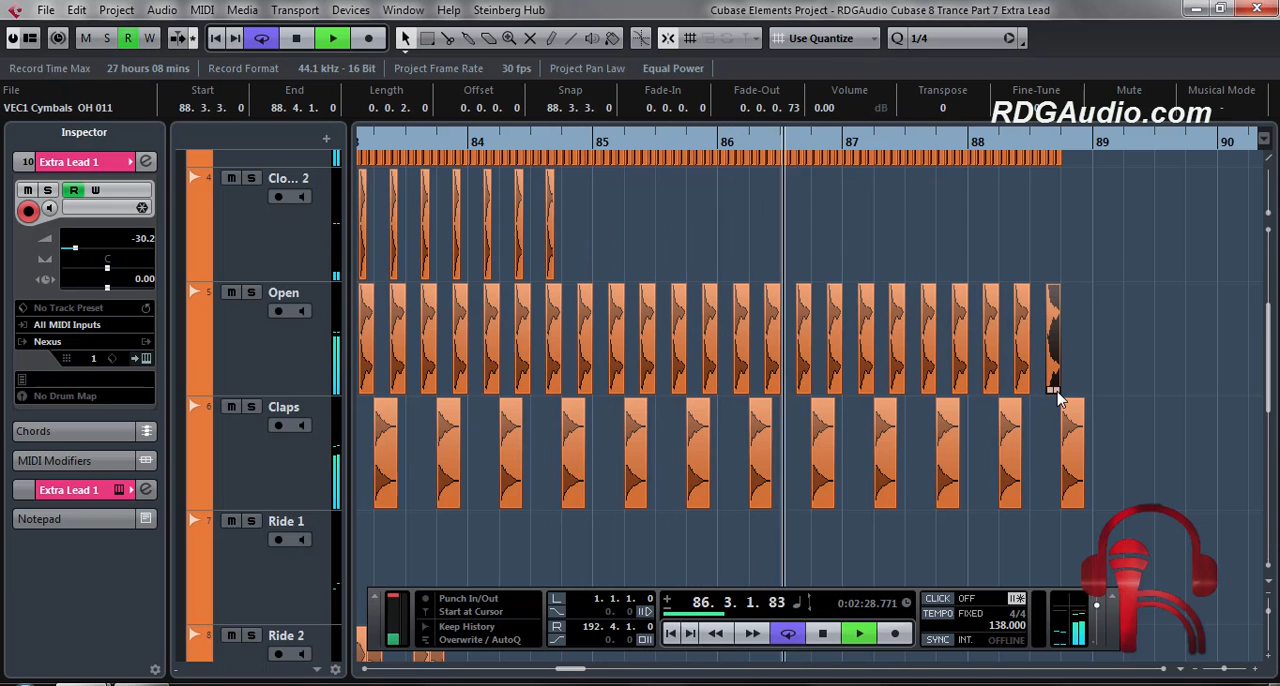 File Edit Project Audio MIDI Media Transport Devices Window Help Steinberg Hub
Cubase Elements Project - RDGAudio Cubase 8 Trance Part 7 Extra Lead
M S R W
Use Quantize
Q 1/4
Record Time Max 27 hours 08 mins Record Format 44.1 kHz - 16 Bit Project Frame Rate 30 fps Project Pan Law Equal Power
File Start End Length Offset Snap Fade-In Fade-Out Volume Transpose Fine-Tune Mute Musical Mode
VEC1 Cymbals OH 011 88. 3. 3. 0 88. 4. 1. 0 0. 0. 2. 0 0. 0. 0. 0 88. 3. 3. 0 0. 0. 0. 0 0. 0. 0. 73 0.00 dB 0
RDGAudio.com
Inspector
84 85 86 87 88 89 90
10 Extra Lead 1
M S R W
-30.2
C
0.00
No Track Preset
All MIDI Inputs
Nexus
1
No Drum Map
Chords
MIDI Modifiers
Extra Lead 1
Notepad
4 M S Clo... 2
5 M S Open
6 M S Claps
7 M S Ride 1
8 M S Ride 2
Punch In/Out
Start at Cursor
Keep History
Overwrite / AutoQ
L 1. 1. 1. 0
0. 0
R 192. 4. 1. 0
0. 0
86. 3. 1. 83
0:02:28.771
CLICK OFF
TEMPO FIXED 4/4
138.000
SYNC INT. OFFLINE